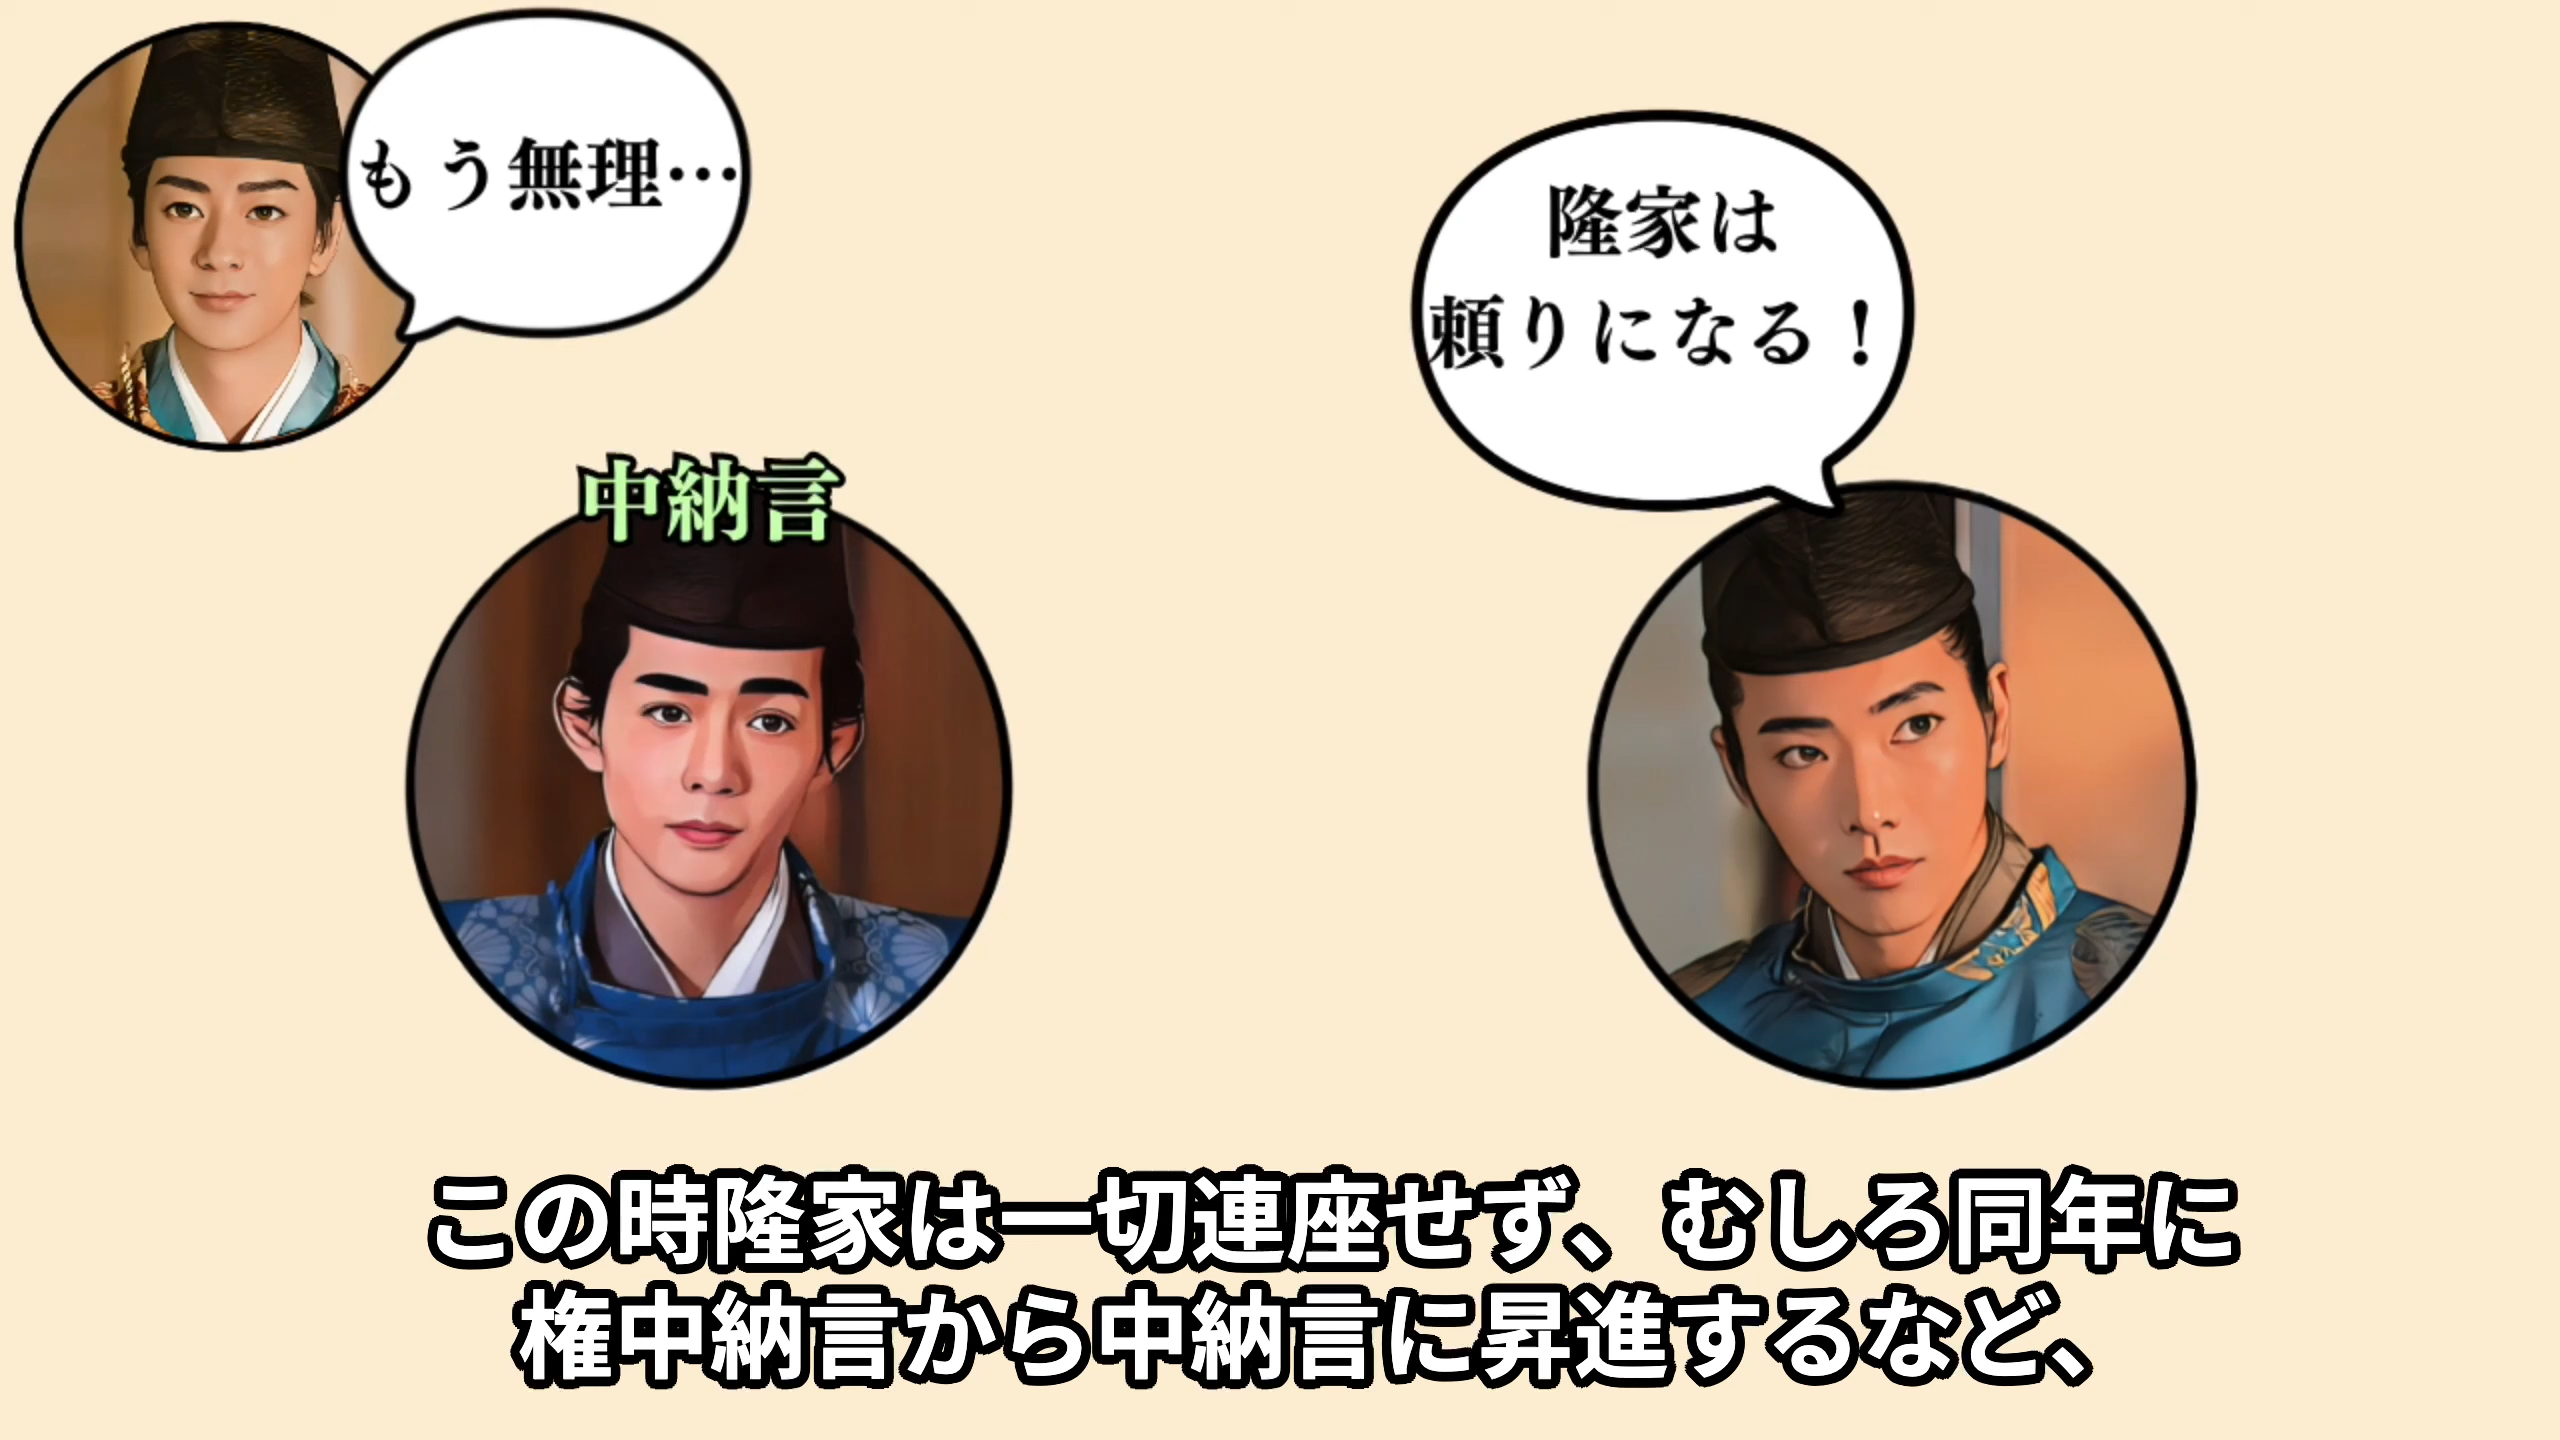 もう無理…
隆家は
頼りになる！
中納言
この時隆家は一切連座せず、むしろ同年に
権中納言から中納言に昇進するなど、